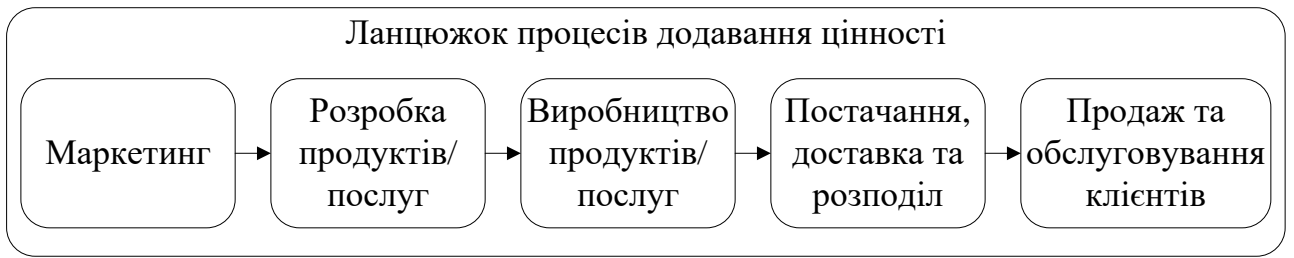 Ланцюжок процесів додавання цінності
Маркетинг
Розробка
продуктів/
послуг
Виробництво
продуктів/
послуг
Постачання,
доставка та
розподіл
Продаж та
обслуговування
клієнтів